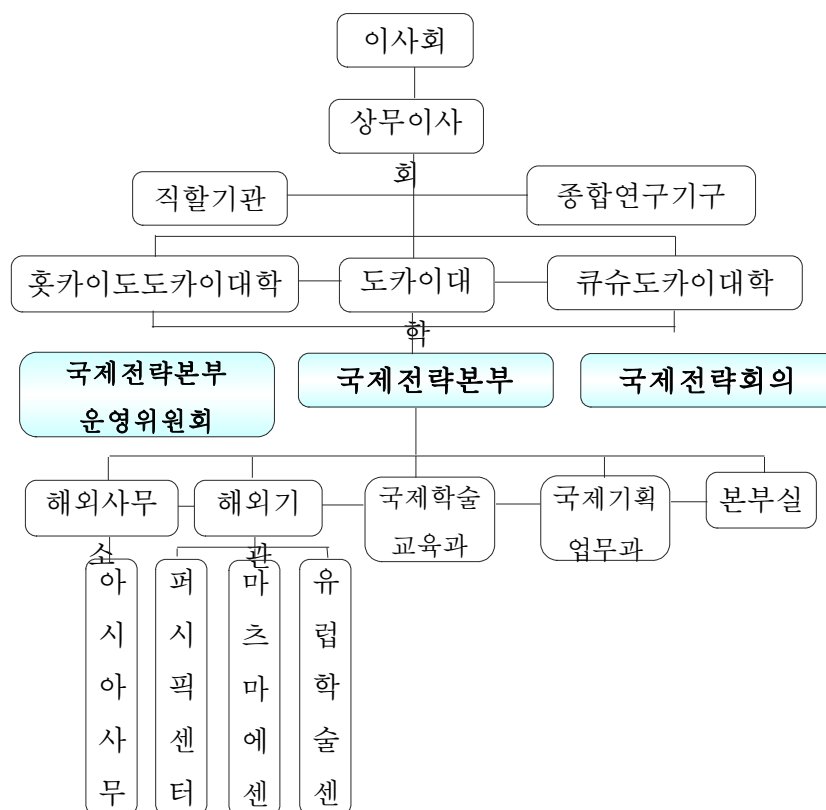 이사회
상무이사
회
직할기관
종합연구기구
홋카이도도카이대학
도카이대
학
큐슈도카이대학
국제전략본부
운영위원회
국제전략본부
국제전략회의
해외사무
소
해외기
관
국제학술
교육과
국제기획
업무과
본부실
아시아사무
퍼시픽센터
마츠마에센
유럽학술센